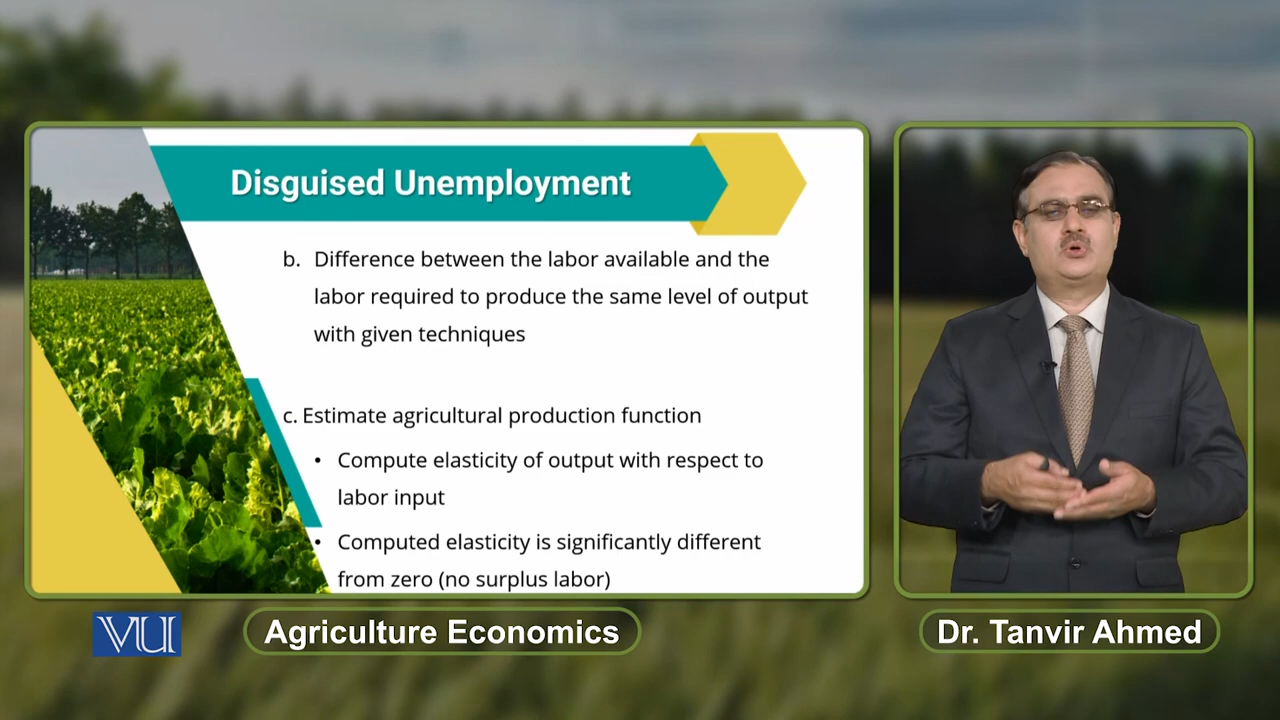 Disguised Unemployment
b. Difference between the labor available and the
labor required to produce the same level of output
with given techniques
c. Estimate agricultural production function
• Compute elasticity of output with respect to
labor input
• Computed elasticity is significantly different
from zero (no surplus labor)
VU
Agriculture Economics
Dr. Tanvir Ahmed